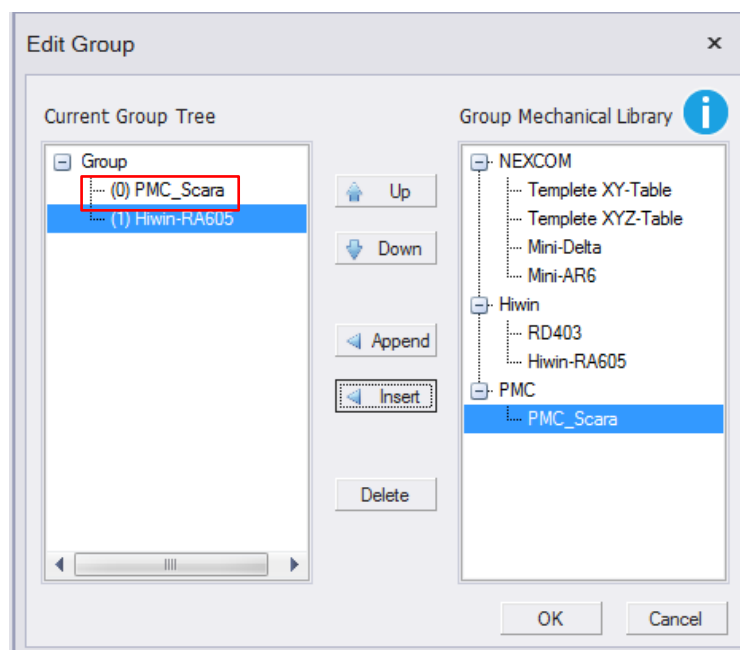 Edit Group
×
Current Group Tree
Group
(0) PMC_Scara
(1) Hiwin-RA605
Up
Down
Append
Insert
Delete
Group Mechanical Library
i
NEXCOM
Templete XY-Table
Templete XYZ-Table
Mini-Delta
Mini-AR6
Hiwin
RD403
Hiwin-RA605
PMC
PMC_Scara
OK
Cancel